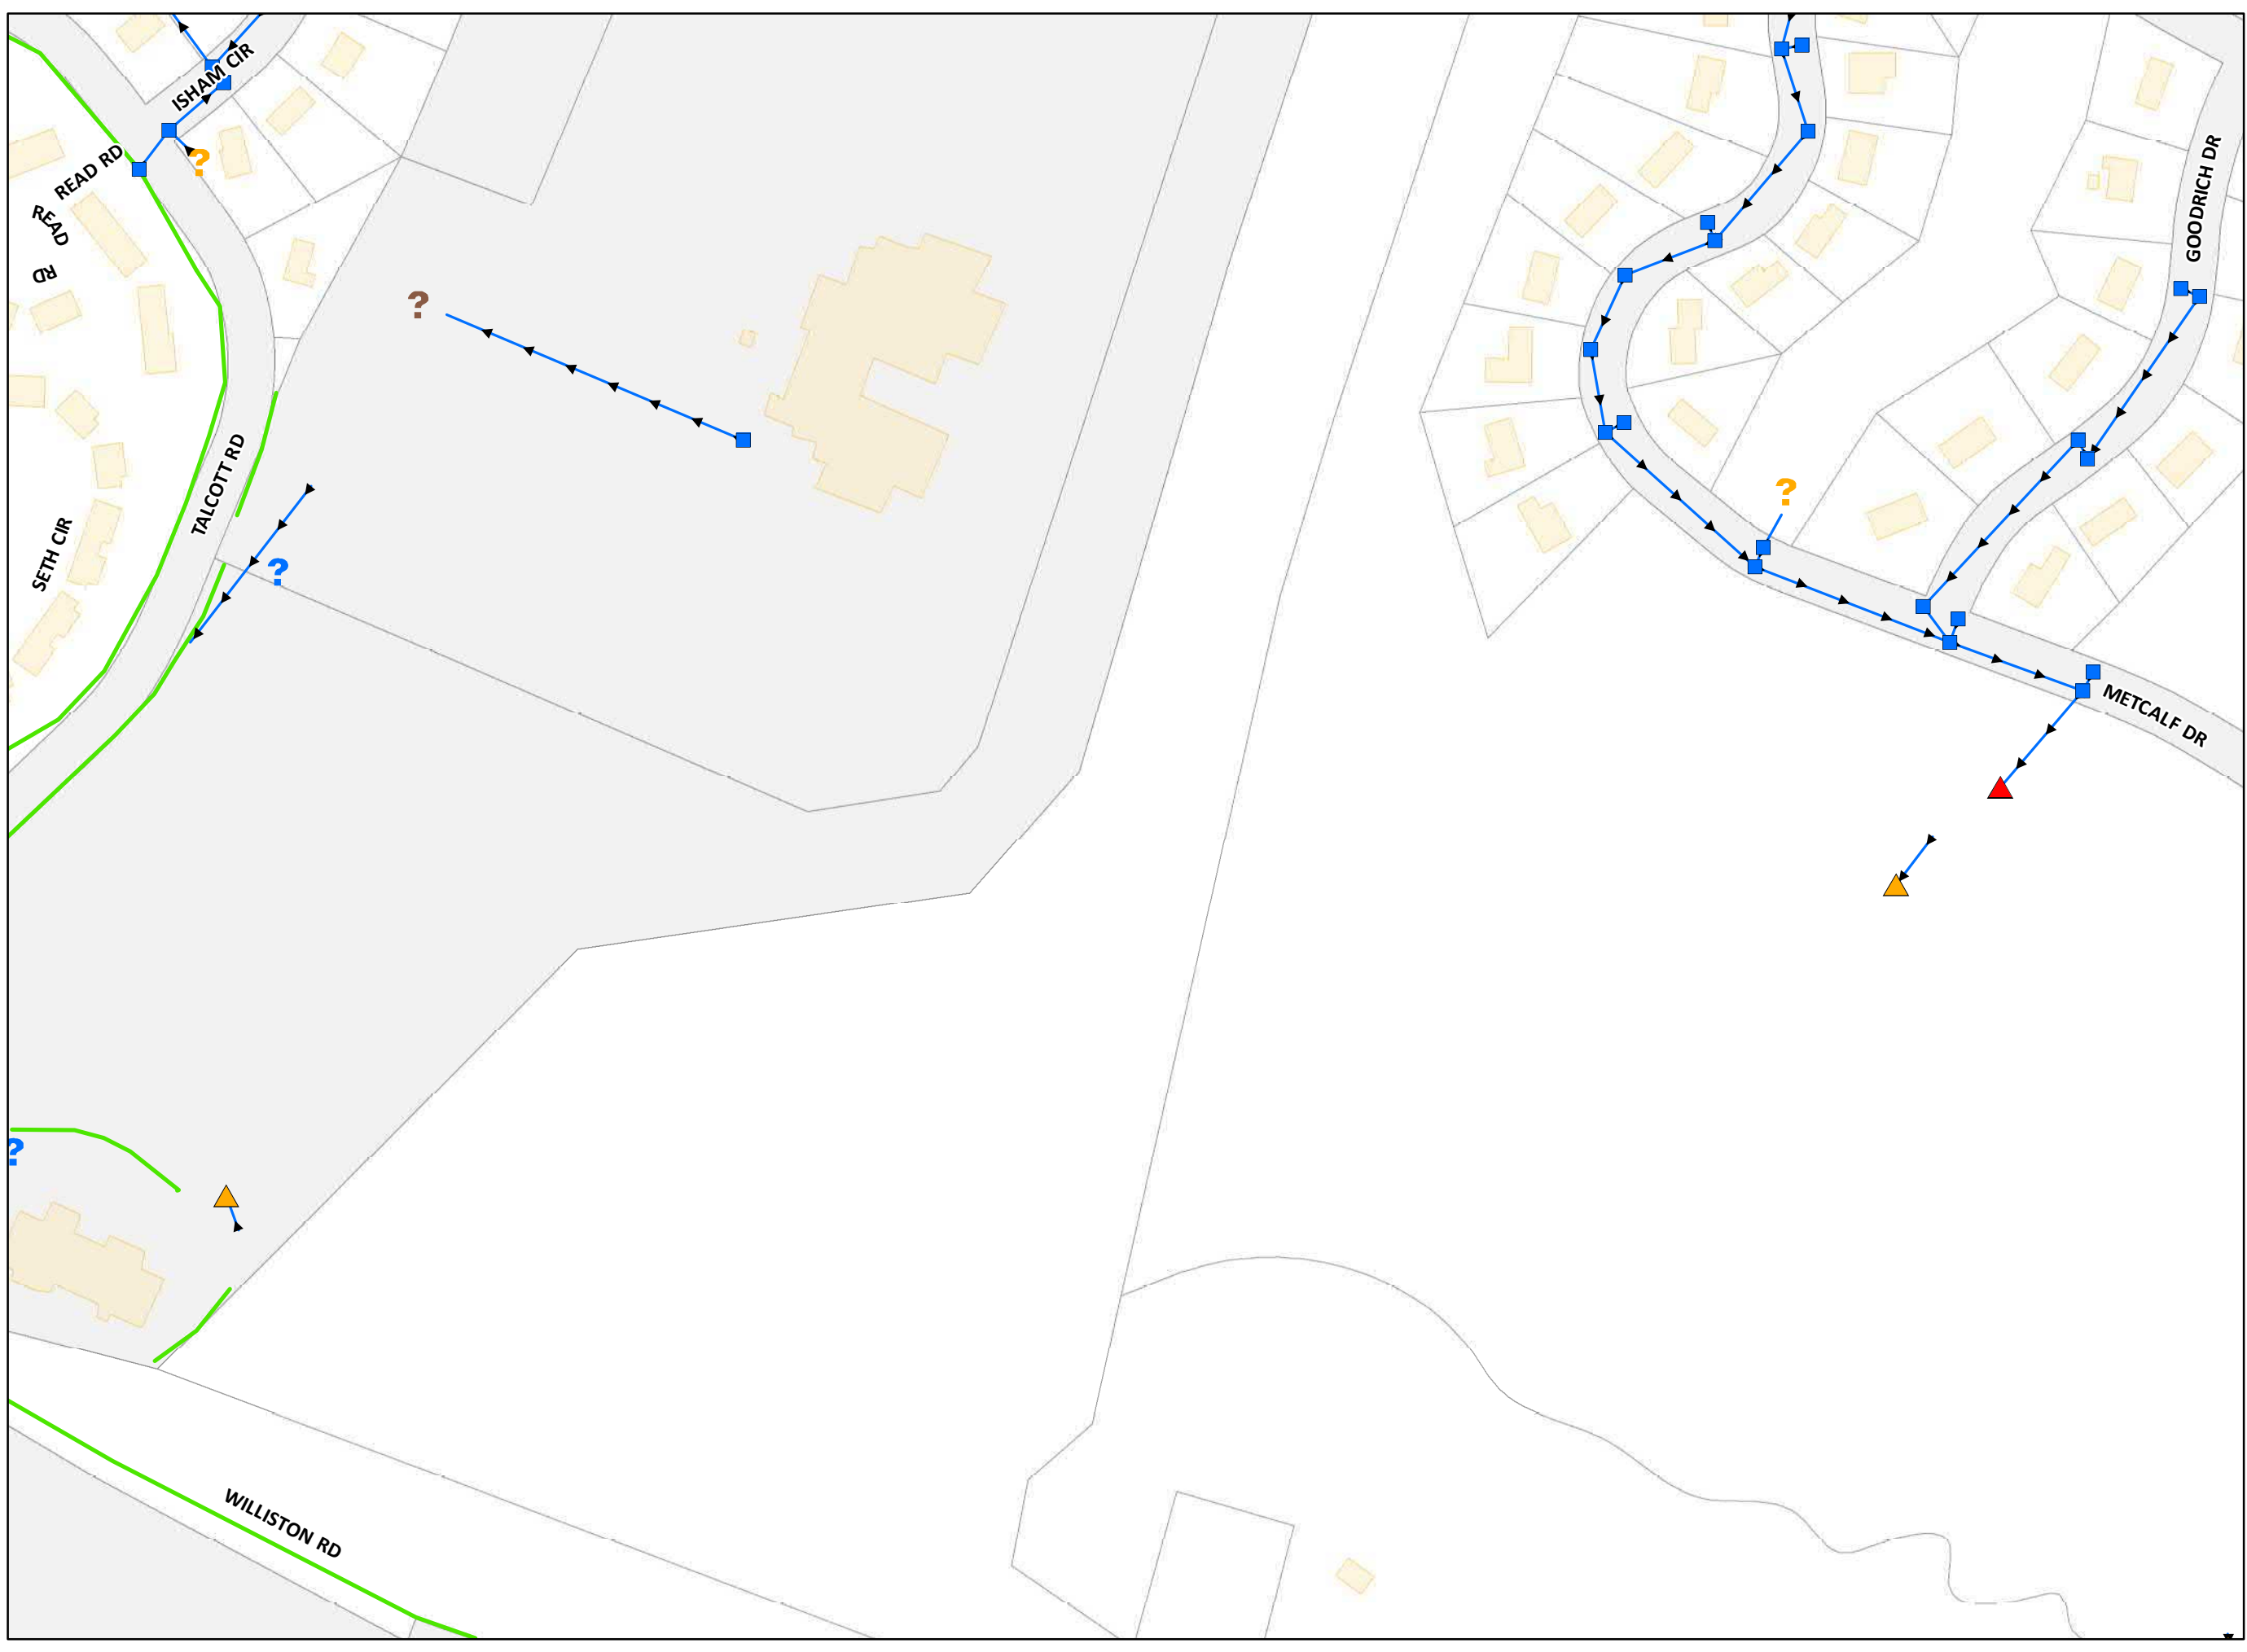 ISHAM CIR
READ RD
READ
RD
GOODRICH DR
?
?
TALCOTT RD
?
SETH CIR
?
METCALF DR
?
WILLISTON RD